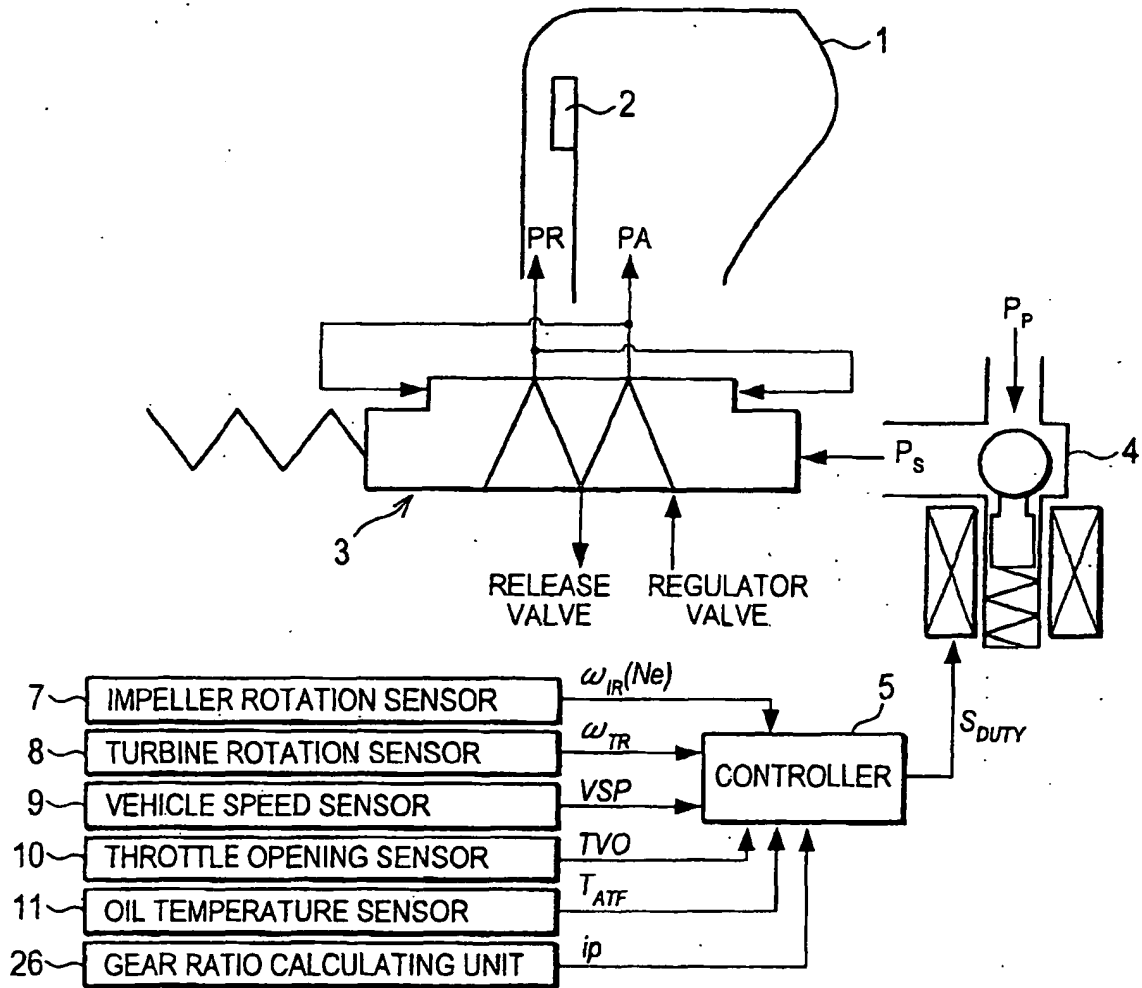 1
2
PR PA
P_P
4
P_S
3
RELEASE VALVE
REGULATOR VALVE
7 IMPELLER ROTATION SENSOR ω_IR(Ne)
5
S_DUTY
8 TURBINE ROTATION SENSOR ω_TR
CONTROLLER
9 VEHICLE SPEED SENSOR VSP
10 THROTTLE OPENING SENSOR TVO
11 OIL TEMPERATURE SENSOR T_ATF
26 GEAR RATIO CALCULATING UNIT ip